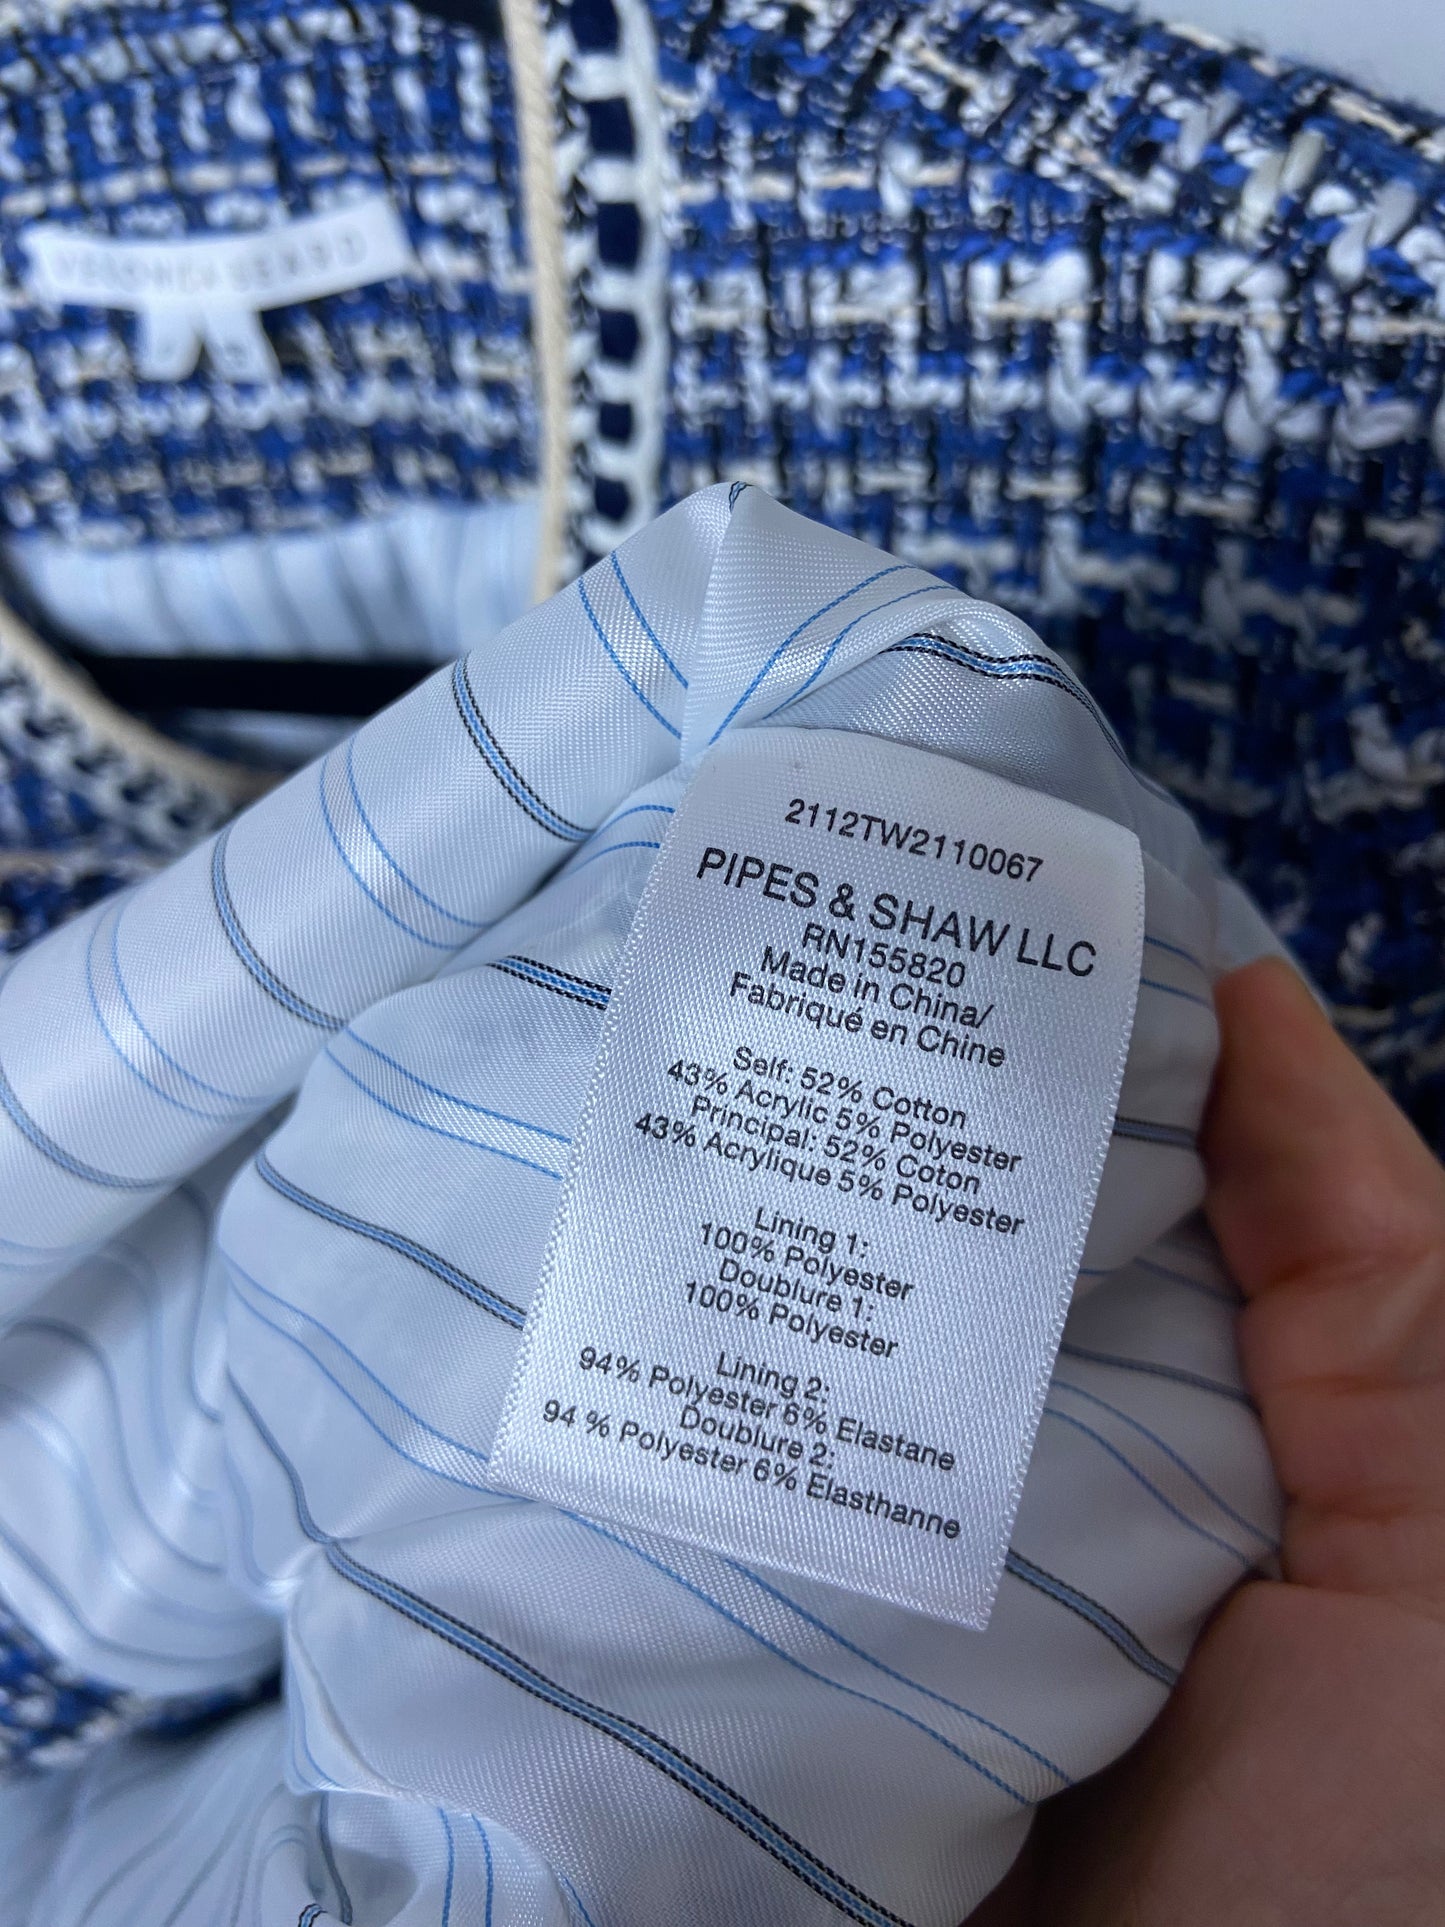 2112TW2110067
PIPES & SHAW LLC
RN155820
Made in China/
Fabriqué en Chine
Self: 52% Cotton
43% Acrylic 5% Polyester
Principal: 52% Coton
43% Acrylique 5% Polyester
Lining 1:
100% Polyester
Doublure 1:
100% Polyester
Lining 2:
94% Polyester 6% Elastane
Doublure 2:
94 % Polyester 6% Elasthanne